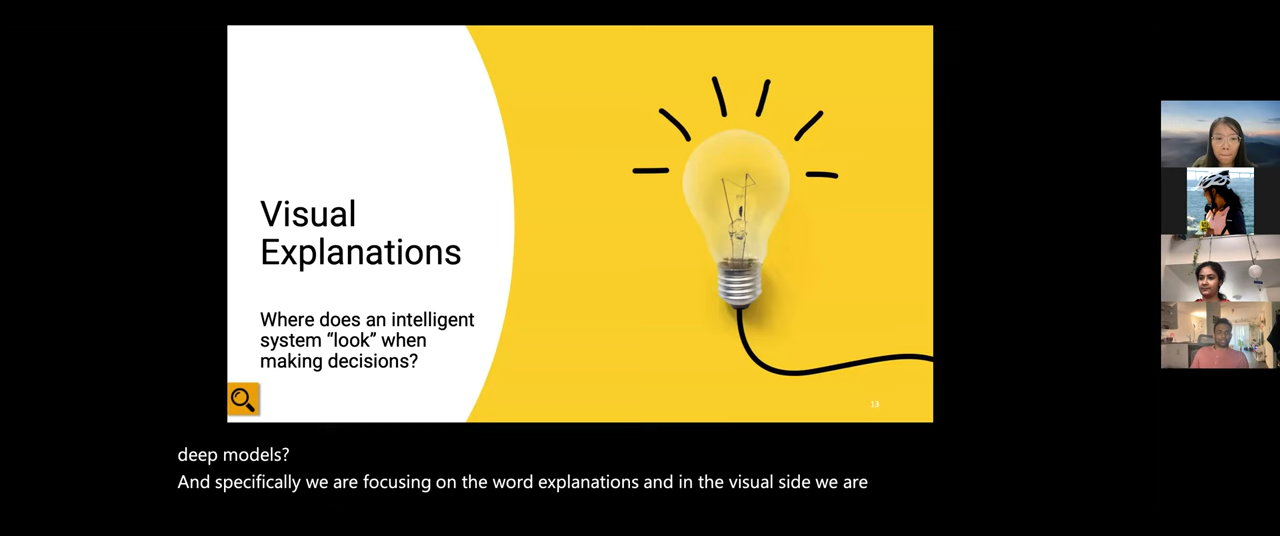 Visual
Explanations
Where does an intelligent
system “look” when
making decisions?
13
deep models?
And specifically we are focusing on the word explanations and in the visual side we are